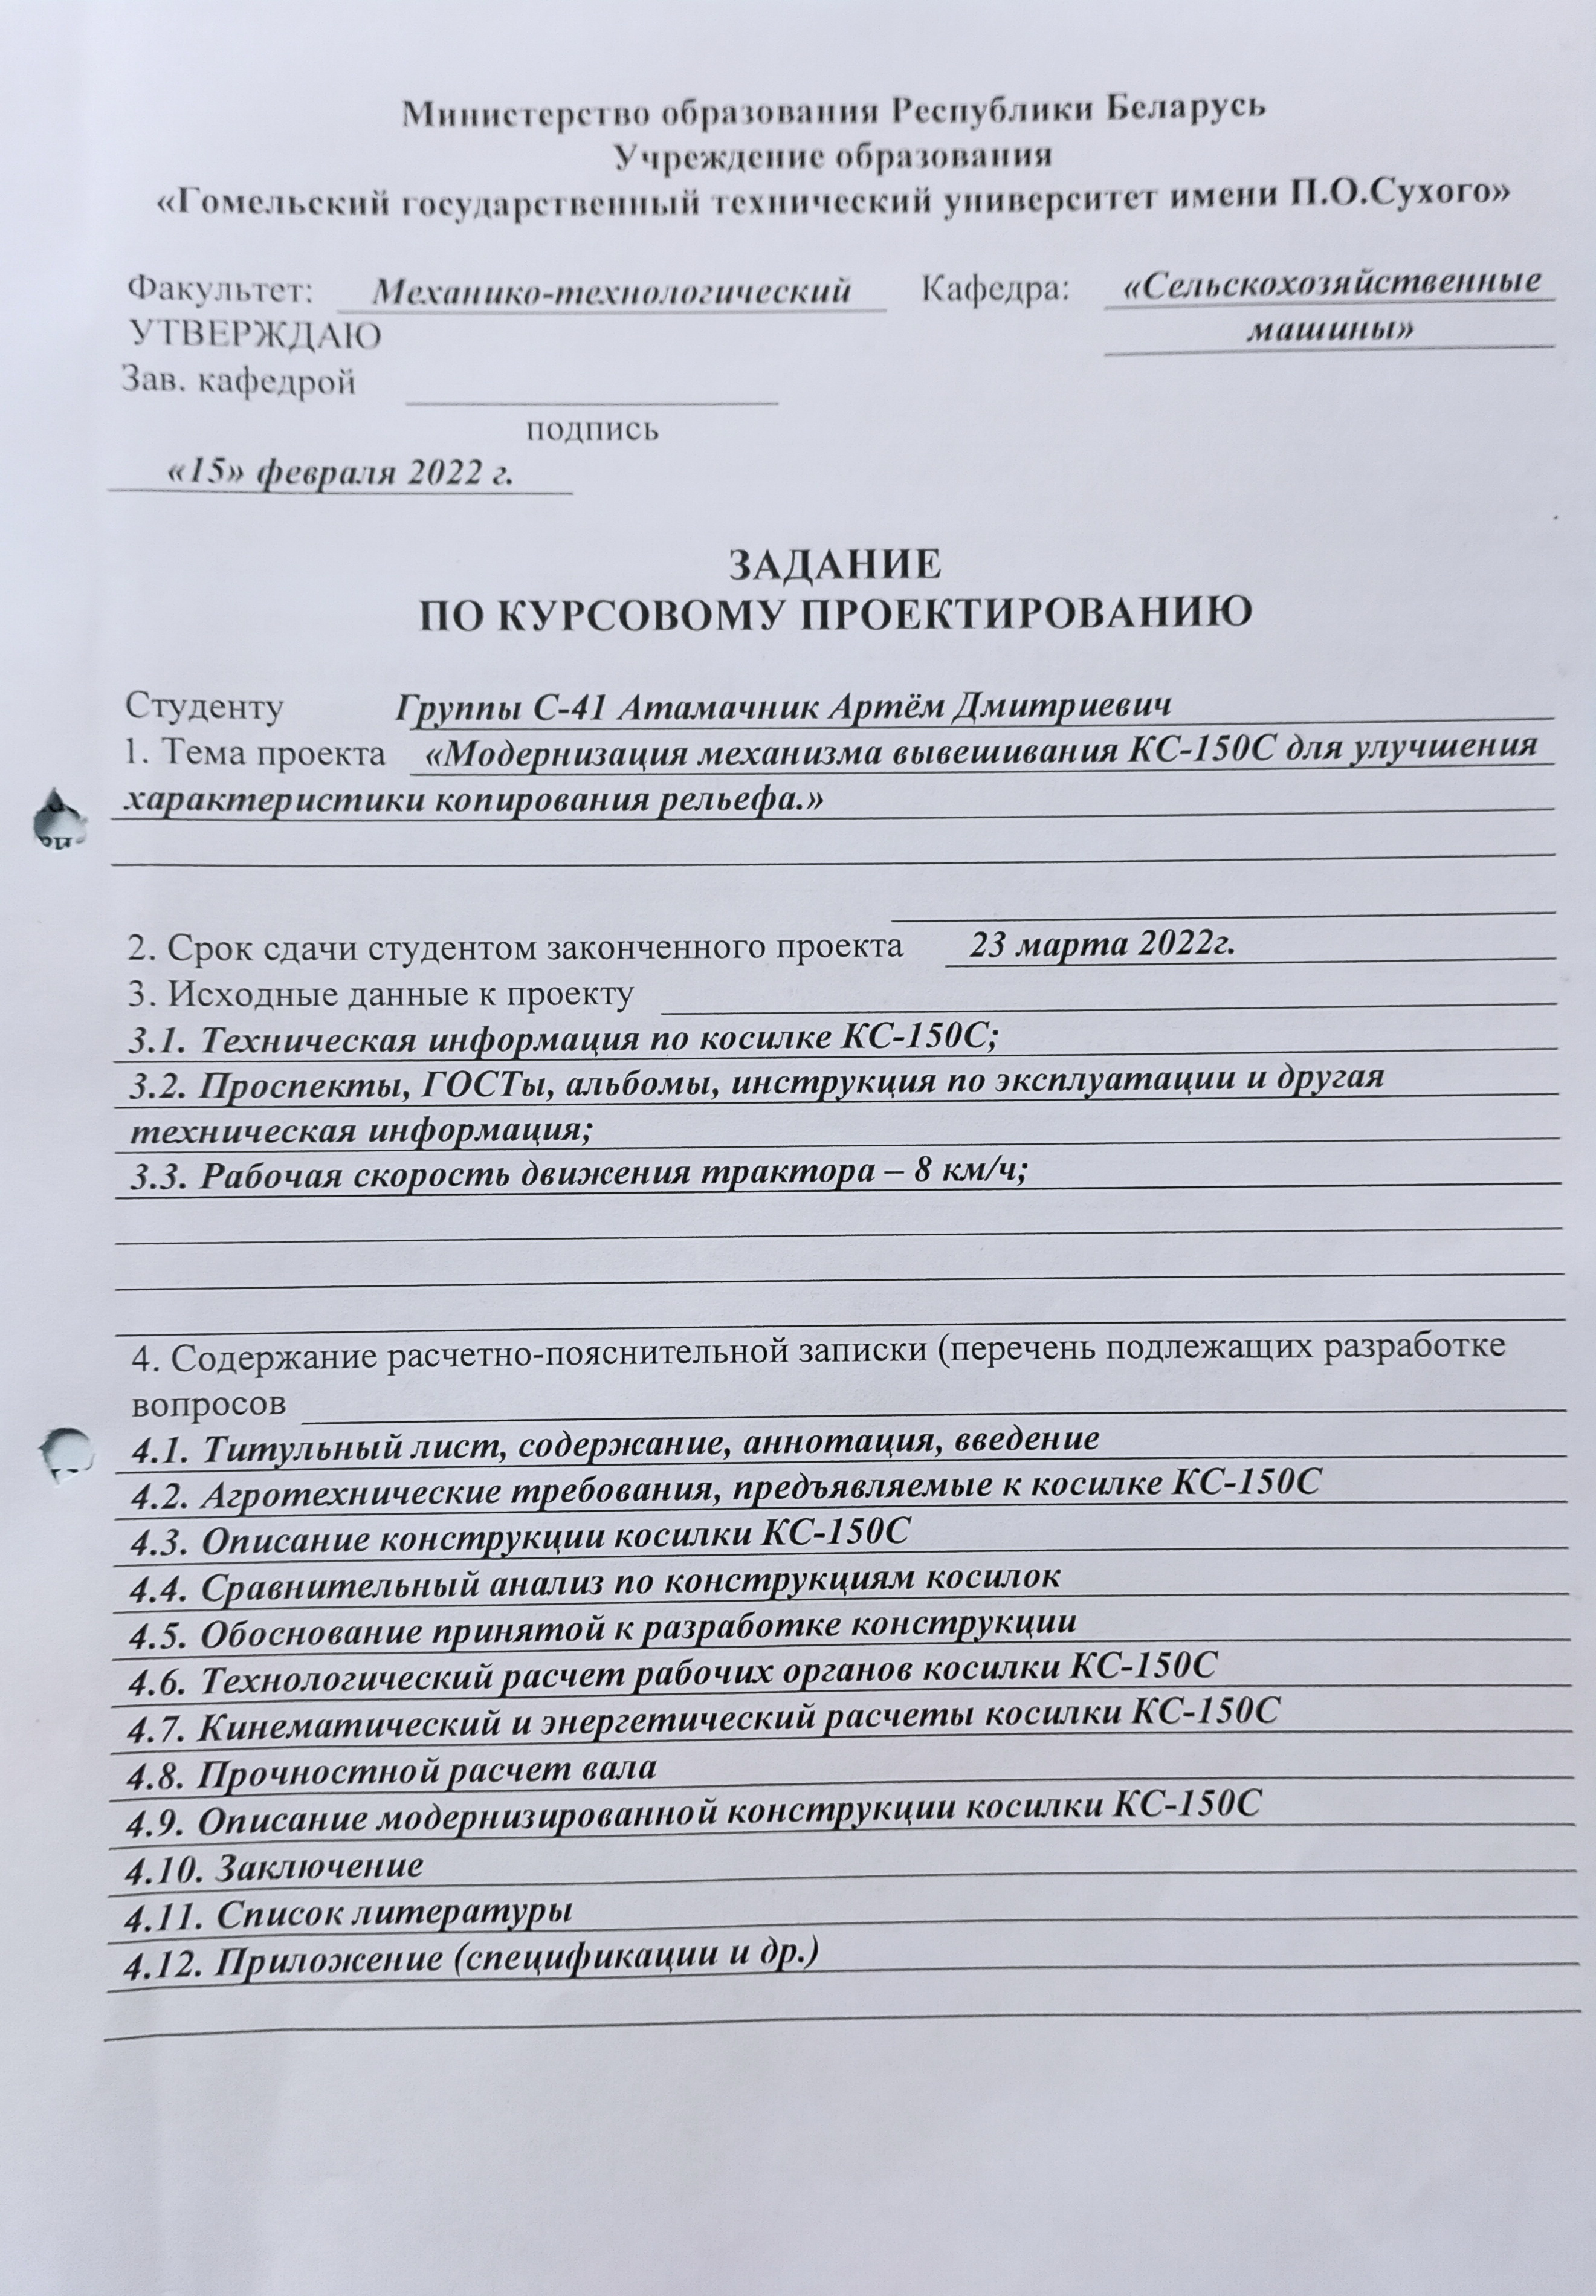 Министерство образования Республики Беларусь
Учреждение образования
«Гомельский государственный технический университет имени П.О.Сухого»
Факультет: Механико-технологический Кафедра: «Сельскохозяйственные
УТВЕРЖДАЮ машины»
Зав. кафедрой
подпись
«15» февраля 2022 г.
ЗАДАНИЕ
ПО КУРСОВОМУ ПРОЕКТИРОВАНИЮ
Студенту Группы С-41 Атамачник Артём Дмитриевич
1. Тема проекта «Модернизация механизма вывешивания КС-150С для улучшения
характеристики копирования рельефа.»
2. Срок сдачи студентом законченного проекта 23 марта 2022г.
3. Исходные данные к проекту
3.1. Техническая информация по косилке КС-150С;
3.2. Проспекты, ГОСТы, альбомы, инструкция по эксплуатации и другая
техническая информация;
3.3. Рабочая скорость движения трактора – 8 км/ч;
4. Содержание расчетно-пояснительной записки (перечень подлежащих разработке
вопросов
4.1. Титульный лист, содержание, аннотация, введение
4.2. Агротехнические требования, предъявляемые к косилке КС-150С
4.3. Описание конструкции косилки КС-150С
4.4. Сравнительный анализ по конструкциям косилок
4.5. Обоснование принятой к разработке конструкции
4.6. Технологический расчет рабочих органов косилки КС-150С
4.7. Кинематический и энергетический расчеты косилки КС-150С
4.8. Прочностной расчет вала
4.9. Описание модернизированной конструкции косилки КС-150С
4.10. Заключение
4.11. Список литературы
4.12. Приложение (спецификации и др.)